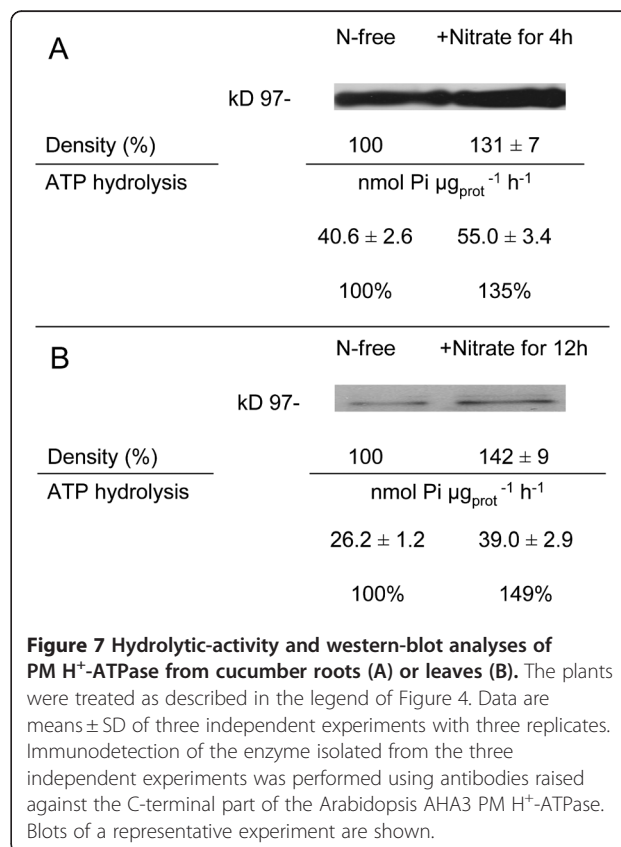 A
N-free +Nitrate for 4h
kD 97-
Density (%) 100 131 ± 7
ATP hydrolysis nmol Pi µgprot⁻¹ h⁻¹
40.6 ± 2.6 55.0 ± 3.4
100% 135%
B
N-free +Nitrate for 12h
kD 97-
Density (%) 100 142 ± 9
ATP hydrolysis nmol Pi µgprot⁻¹ h⁻¹
26.2 ± 1.2 39.0 ± 2.9
100% 149%
Figure 7 Hydrolytic-activity and western-blot analyses of
PM H⁺-ATPase from cucumber roots (A) or leaves (B). The plants
were treated as described in the legend of Figure 4. Data are
means ± SD of three independent experiments with three replicates.
Immunodetection of the enzyme isolated from the three
independent experiments was performed using antibodies raised
against the C-terminal part of the Arabidopsis AHA3 PM H⁺-ATPase.
Blots of a representative experiment are shown.